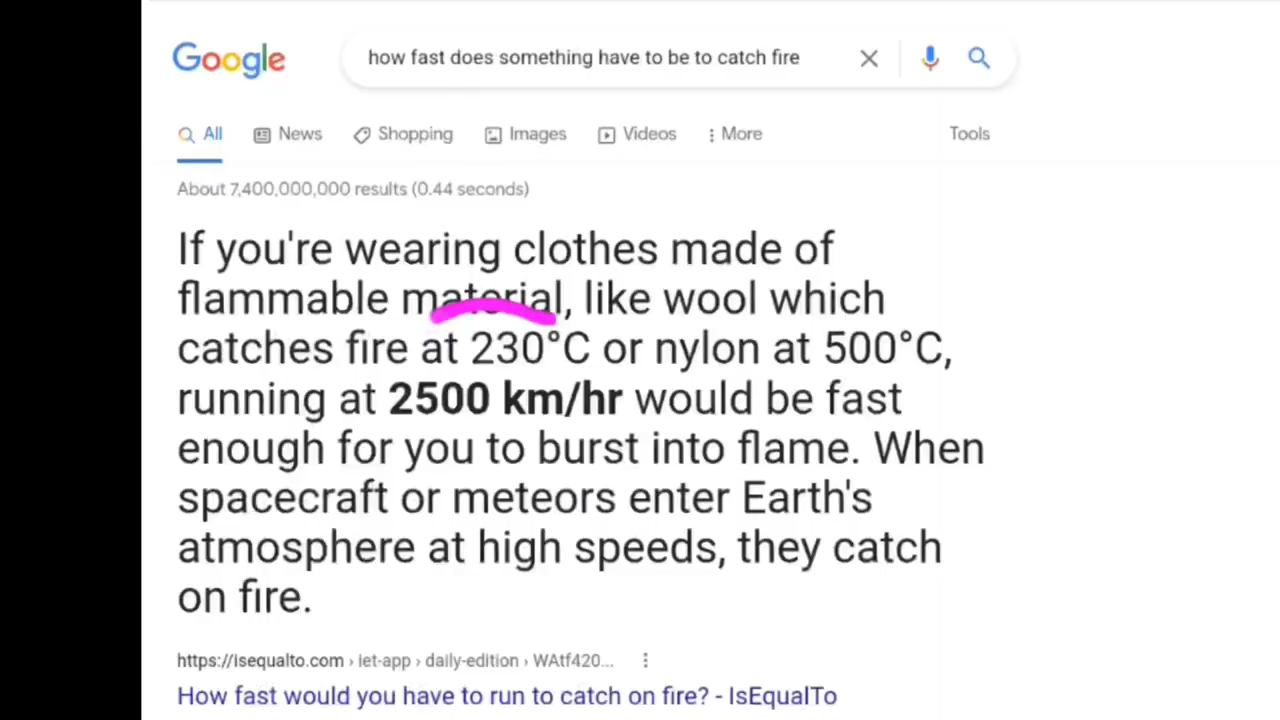 Google
how fast does something have to be to catch fire
All News Shopping Images Videos More Tools
About 7,400,000,000 results (0.44 seconds)
If you're wearing clothes made of
flammable material, like wool which
catches fire at 230°C or nylon at 500°C,
running at 2500 km/hr would be fast
enough for you to burst into flame. When
spacecraft or meteors enter Earth's
atmosphere at high speeds, they catch
on fire.
https://isequalto.com › iet-app › daily-edition › WAtf420...
How fast would you have to run to catch on fire? - IsEqualTo